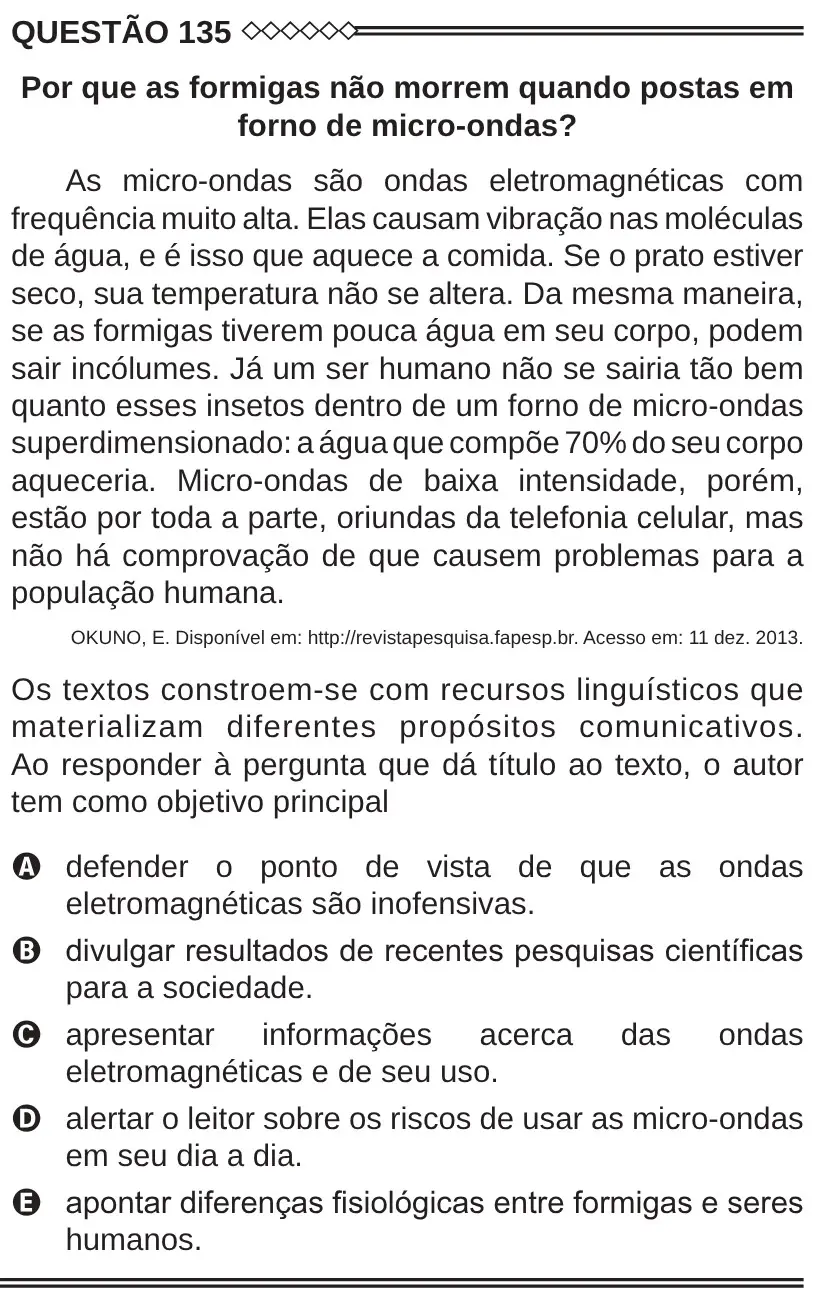 QUESTÃO 135
Por que as formigas não morrem quando postas em
forno de micro-ondas?
As micro-ondas são ondas eletromagnéticas com
frequência muito alta. Elas causam vibração nas moléculas
de água, e é isso que aquece a comida. Se o prato estiver
seco, sua temperatura não se altera. Da mesma maneira,
se as formigas tiverem pouca água em seu corpo, podem
sair incólumes. Já um ser humano não se sairia tão bem
quanto esses insetos dentro de um forno de micro-ondas
superdimensionado: a água que compõe 70% do seu corpo
aqueceria. Micro-ondas de baixa intensidade, porém,
estão por toda a parte, oriundas da telefonia celular, mas
não há comprovação de que causem problemas para a
população humana.
OKUNO, E. Disponível em: http://revistapesquisa.fapesp.br. Acesso em: 11 dez. 2013.
Os textos constroem-se com recursos linguísticos que
materializam diferentes propósitos comunicativos.
Ao responder à pergunta que dá título ao texto, o autor
tem como objetivo principal
A defender o ponto de vista de que as ondas
eletromagnéticas são inofensivas.
B divulgar resultados de recentes pesquisas científicas
para a sociedade.
C apresentar informações acerca das ondas
eletromagnéticas e de seu uso.
D alertar o leitor sobre os riscos de usar as micro-ondas
em seu dia a dia.
E apontar diferenças fisiológicas entre formigas e seres
humanos.